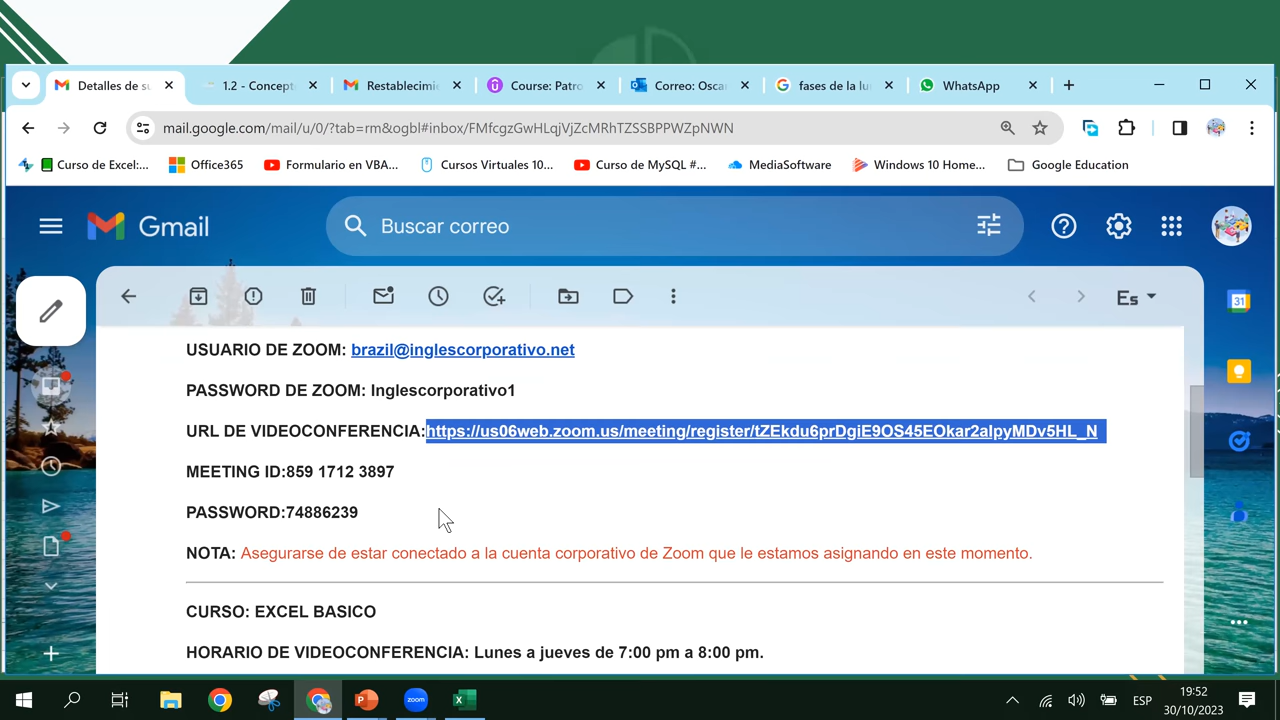 Detalles de su
1.2 - Concept
Restablecimie
Course: Patro
Correo: Oscar
fases de la lu
WhatsApp
mail.google.com/mail/u/0/?tab=rm&ogbl#inbox/FMfcgzGwHLqjVjZcMRhTZSSBPPWZpNWN
Curso de Excel:...
Office365
Formulario en VBA...
Cursos Virtuales 10...
Curso de MySQL #...
MediaSoftware
Windows 10 Home...
Google Education
Gmail
Buscar correo
Es
USUARIO DE ZOOM: brazil@inglescorporativo.net
PASSWORD DE ZOOM: Inglescorporativo1
URL DE VIDEOCONFERENCIA:https://us06web.zoom.us/meeting/register/tZEkdu6prDgiE9OS45EOkar2alpyMDv5HL_N
MEETING ID:859 1712 3897
PASSWORD:74886239
NOTA: Asegurarse de estar conectado a la cuenta corporativo de Zoom que le estamos asignando en este momento.
CURSO: EXCEL BASICO
HORARIO DE VIDEOCONFERENCIA: Lunes a jueves de 7:00 pm a 8:00 pm.
31
zoom
ESP
19:52
30/10/2023